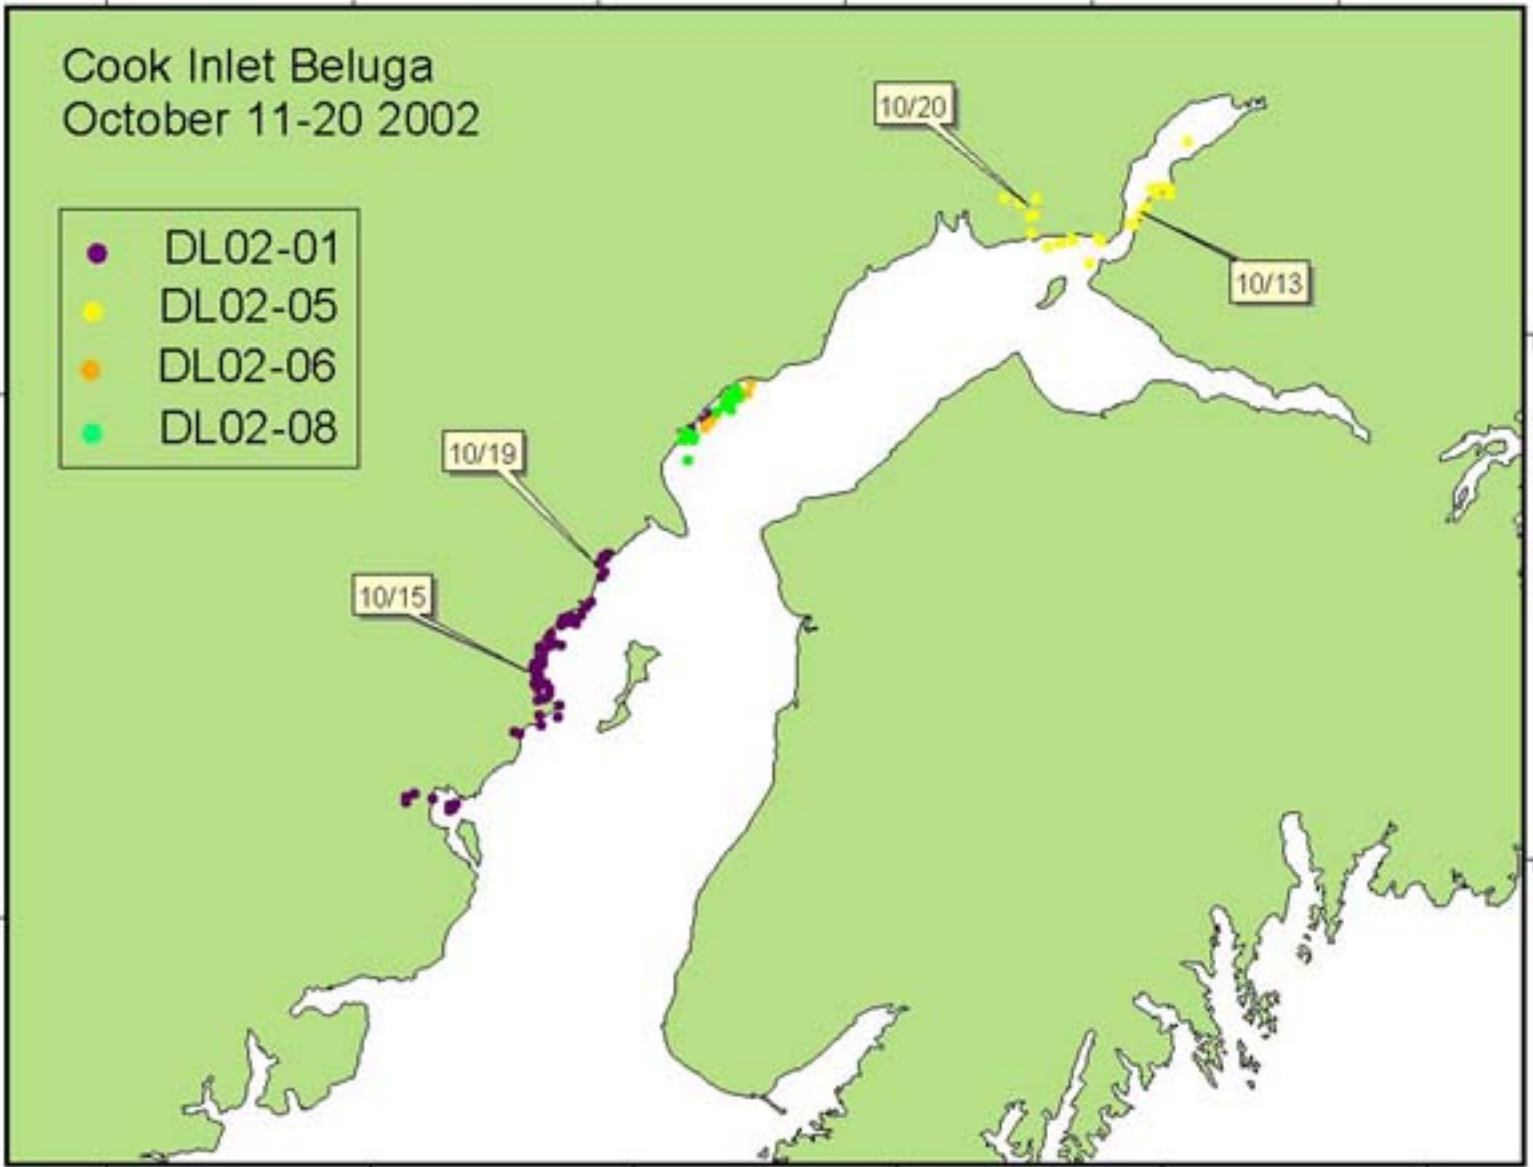 Cook Inlet Beluga
October 11-20 2002
10/20
DL02-01
DL02-05
10/13
DL02-06
DL02-08
10/19
10/15